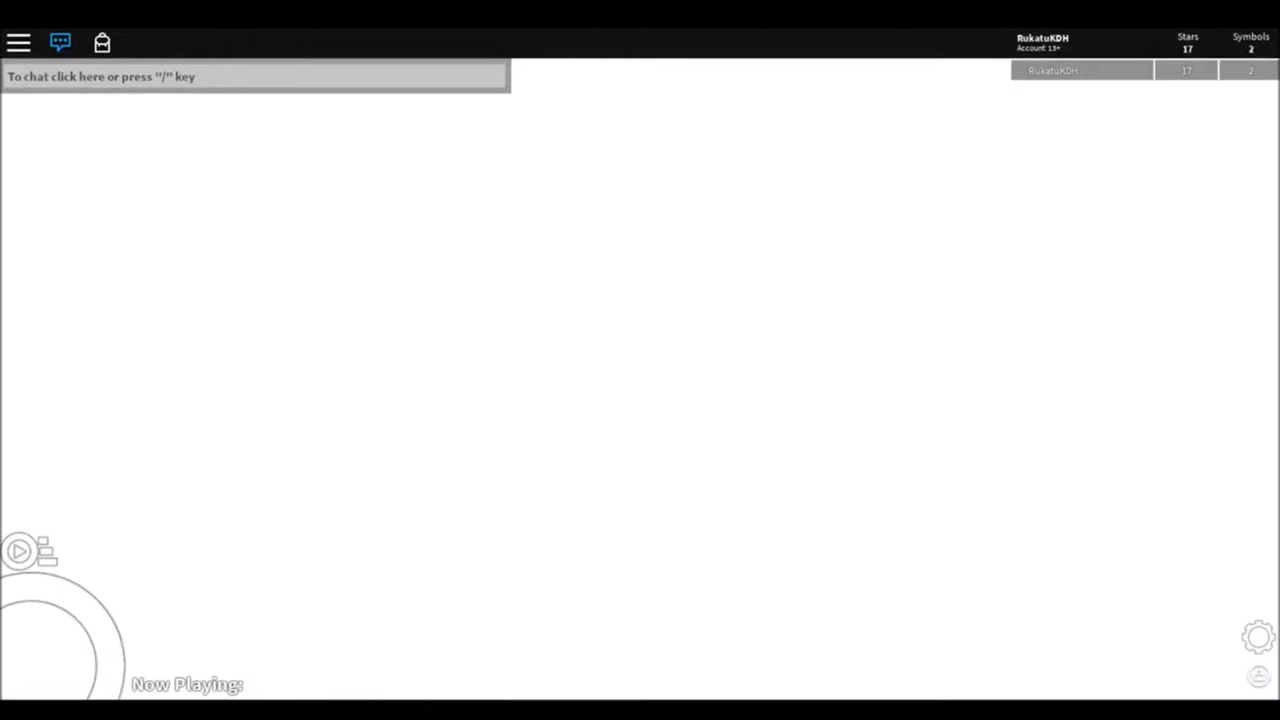 RukatuKDH
Account: 13+
Stars
17
Symbols
2
To chat click here or press "/" key
RukatuKDH
17
2
Now Playing: